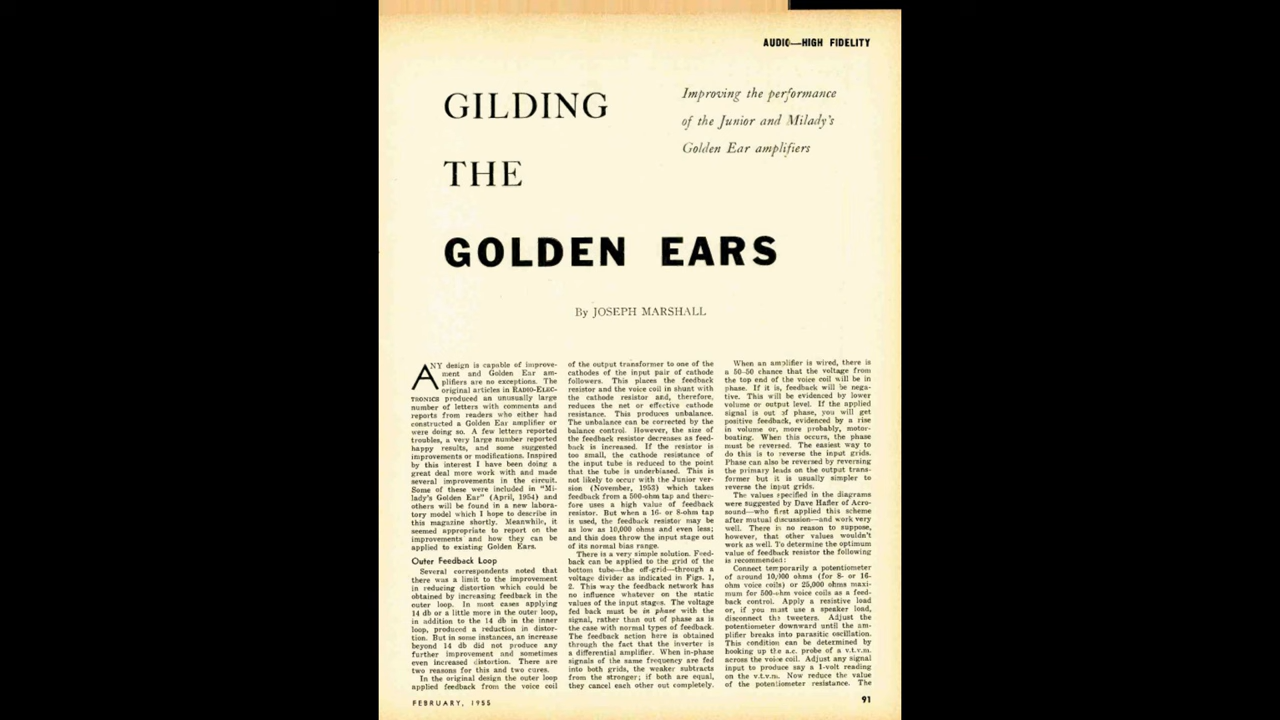 AUDIO—HIGH FIDELITY
GILDING
THE
GOLDEN EARS
Improving the performance
of the Junior and Milady's
Golden Ear amplifiers
By JOSEPH MARSHALL
ANY design is capable of improve-
ment and Golden Ear am-
plifiers are no exceptions. The
original articles in RADIO-ELEC-
TRONICS produced an unusually large
number of letters with comments and
reports from readers who either had
constructed a Golden Ear amplifier or
were doing so. A few letters reported
troubles, a very large number reported
happy results, and some suggested
improvements or modifications. Inspired
by this interest I have been doing a
great deal more work with and made
several improvements in the circuit.
Some of these were included in "Mi-
lady's Golden Ear" (April, 1954) and
others will be found in a new labora-
tory model which I hope to describe in
this magazine shortly. Meanwhile, it
seemed appropriate to report on the
improvements and how they can be
applied to existing Golden Ears.
Outer Feedback Loop
Several correspondents noted that
there was a limit to the improvement
in reducing distortion which could be
obtained by increasing feedback in the
outer loop. In most cases applying
14 db or a little more in the outer loop,
in addition to the 14 db in the inner
loop, produced a reduction in distor-
tion. But in some instances, an increase
beyond 14 db did not produce any
further improvement and sometimes
even increased distortion. There are
two reasons for this and two cures.
In the original design the outer loop
applied feedback from the voice coil
of the output transformer to one of the
cathodes of the input pair of cathode
followers. This places the feedback
resistor and the voice coil in shunt with
the cathode resistor and, therefore,
reduces the net or effective cathode
resistance. This produces unbalance.
The unbalance can be corrected by the
balance control. However, the size of
the feedback resistor decreases as feed-
back is increased. If the resistor is
too small, the cathode resistance of
the input tube is reduced to the point
that the tube is underbiased. This is
not likely to occur with the Junior ver-
sion (November, 1953) which takes
feedback from a 500-ohm tap and there-
fore uses a high value of feedback
resistor. But when a 16- or 8-ohm tap
is used, the feedback resistor may be
as low as 10,000 ohms and even less;
and this does throw the input stage out
of its normal bias range.
There is a very simple solution. Feed-
back can be applied to the grid of the
bottom tube—the off-grid—through a
voltage divider as indicated in Figs. 1,
2. This way the feedback network has
no influence whatever on the static
values of the input stages. The voltage
fed back must be in phase with the
signal, rather than out of phase as is
the case with normal types of feedback.
The feedback action here is obtained
through the fact that the inverter is
a differential amplifier. When in-phase
signals of the same frequency are fed
into both grids, the weaker subtracts
from the stronger; if both are equal,
they cancel each other out completely.
When an amplifier is wired, there is
a 50-50 chance that the voltage from
the top end of the voice coil will be in
phase. If it is, feedback will be nega-
tive. This will be evidenced by lower
volume or output level. If the applied
signal is out of phase, you will get
positive feedback, evidenced by a rise
in volume or, more probably, motor-
boating. When this occurs, the phase
must be reversed. The easiest way to
do this is to reverse the input grids.
Phase can also be reversed by reversing
the primary leads on the output trans-
former but it is usually simpler to
reverse the input grids.
The values specified in the diagrams
were suggested by Dave Hafler of Acro-
sound—who first applied this scheme
after mutual discussion—and work very
well. There is no reason to suppose,
however, that other values wouldn't
work as well. To determine the optimum
value of feedback resistor the following
is recommended:
Connect temporarily a potentiometer
of around 10,000 ohms (for 8- or 16-
ohm voice coils) or 25,000 ohms maxi-
mum for 500-ohm voice coils as a feed-
back control. Apply a resistive load
or, if you must use a speaker load,
disconnect the tweeters. Adjust the
potentiometer downward until the am-
plifier breaks into parasitic oscillation.
This condition can be determined by
hooking up the a.c. probe of a v.t.v.m.
across the voice coil. Adjust any signal
input to produce say a 1-volt reading
on the v.t.v.m. Now reduce the value
of the potentiometer resistance. The
FEBRUARY, 1955
91